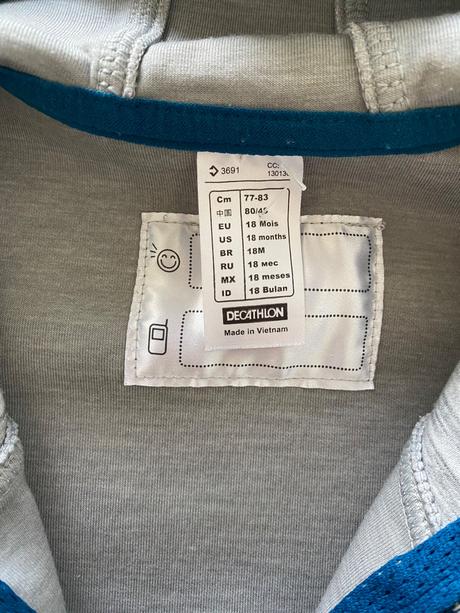 3691 CC:
Cm 77-83
中国 80/48
EU 18 Mois
US 18 months
BR 18M
RU 18 мес
MX 18 meses
ID 18 Bulan
DECATHLON
Made in Vietnam